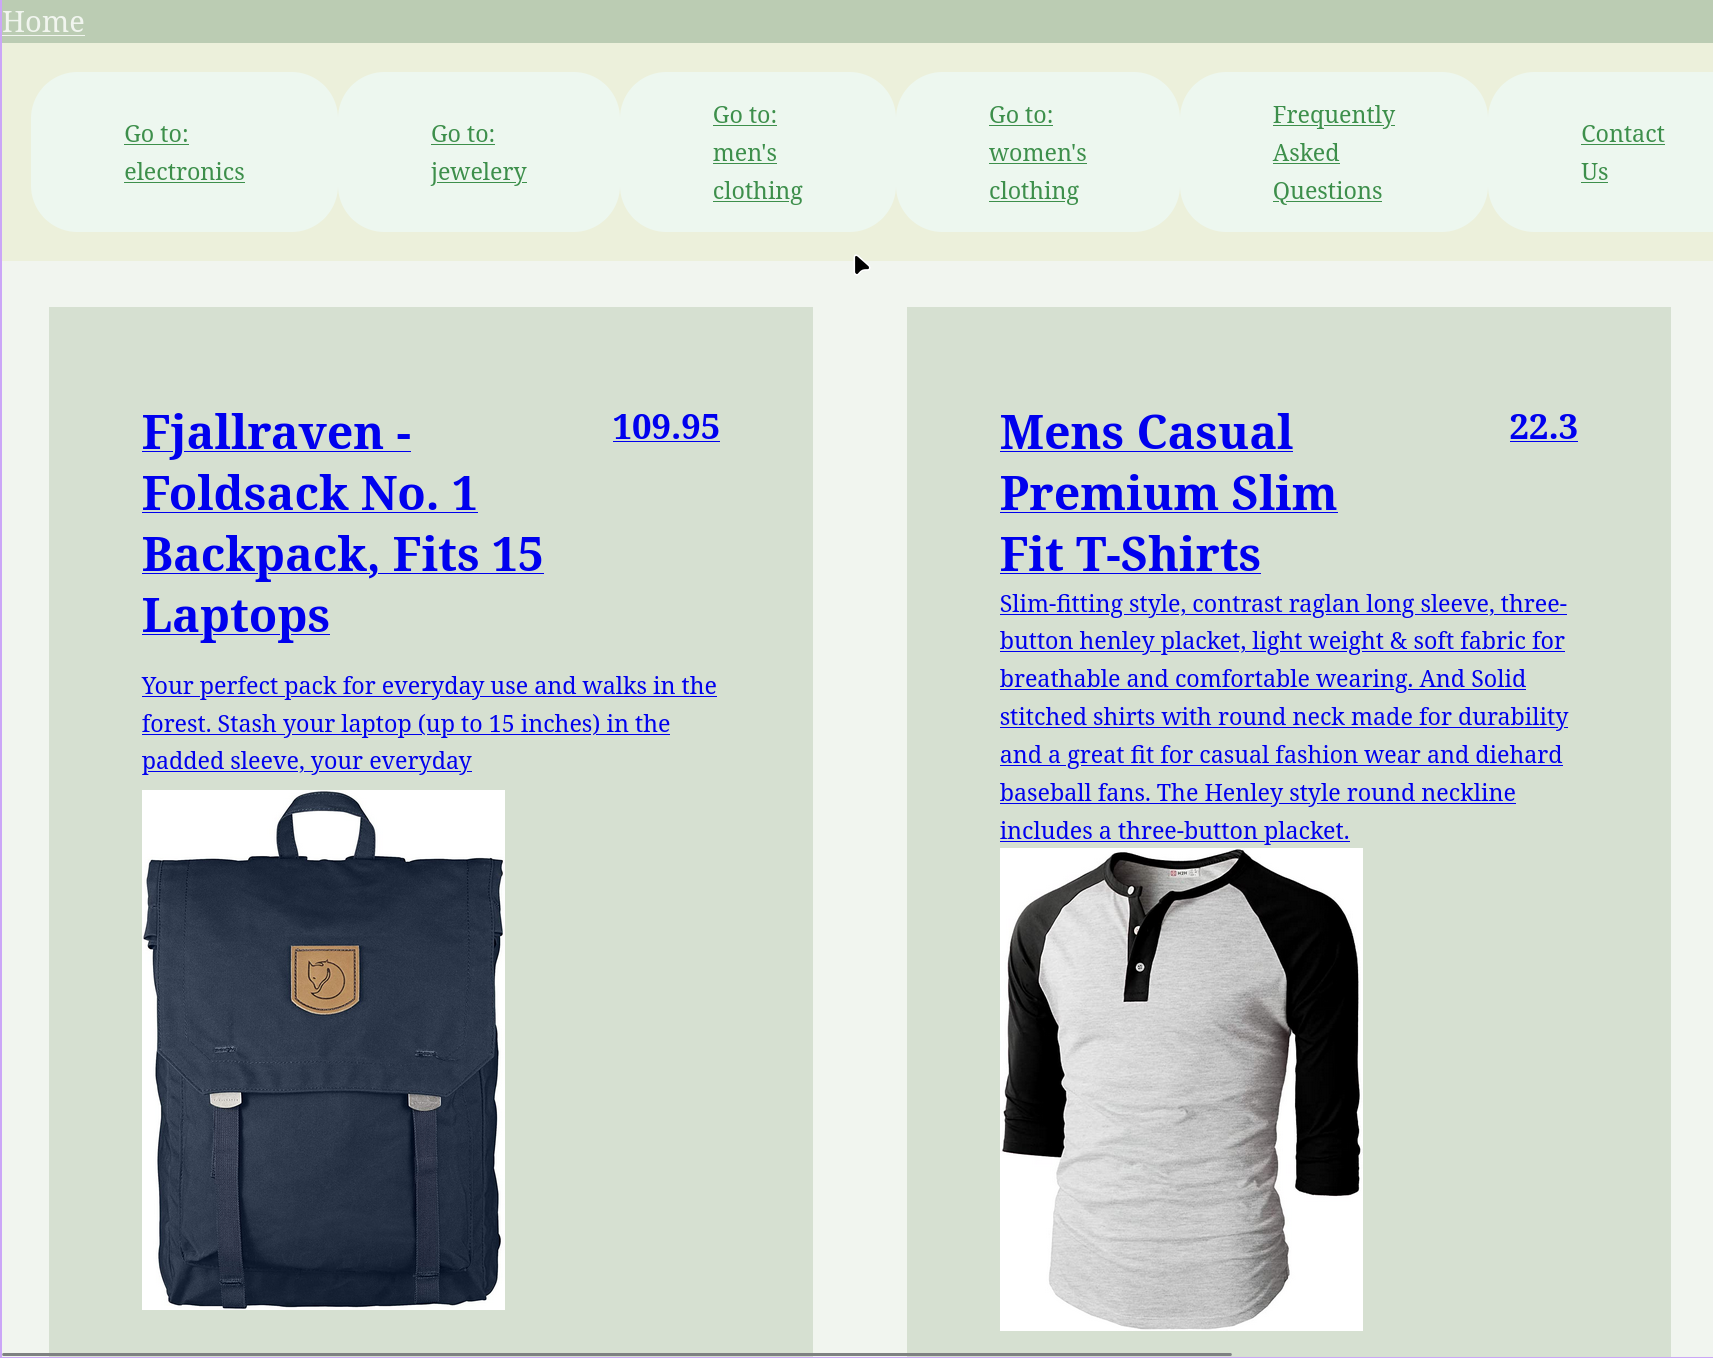 Home
Go to:
electronics
Go to:
jewelery
Go to:
men's
clothing
Go to:
women's
clothing
Frequently
Asked
Questions
Contact
Us
Fjallraven -
Foldsack No. 1
Backpack, Fits 15
Laptops
109.95
Your perfect pack for everyday use and walks in the
forest. Stash your laptop (up to 15 inches) in the
padded sleeve, your everyday
Mens Casual
Premium Slim
Fit T-Shirts
22.3
Slim-fitting style, contrast raglan long sleeve, three-
button henley placket, light weight & soft fabric for
breathable and comfortable wearing. And Solid
stitched shirts with round neck made for durability
and a great fit for casual fashion wear and diehard
baseball fans. The Henley style round neckline
includes a three-button placket.